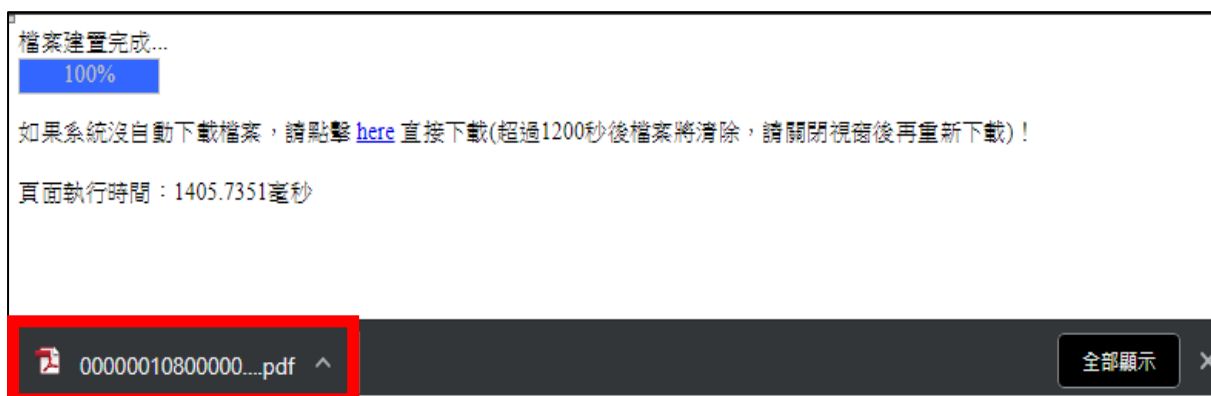 檔案建置完成...
100%
如果系統沒自動下載檔案，請點擊 here 直接下載(超過1200秒後檔案將清除，請關閉視窗後再重新下載)！
頁面執行時間：1405.7351毫秒
00000010800000....pdf
全部顯示